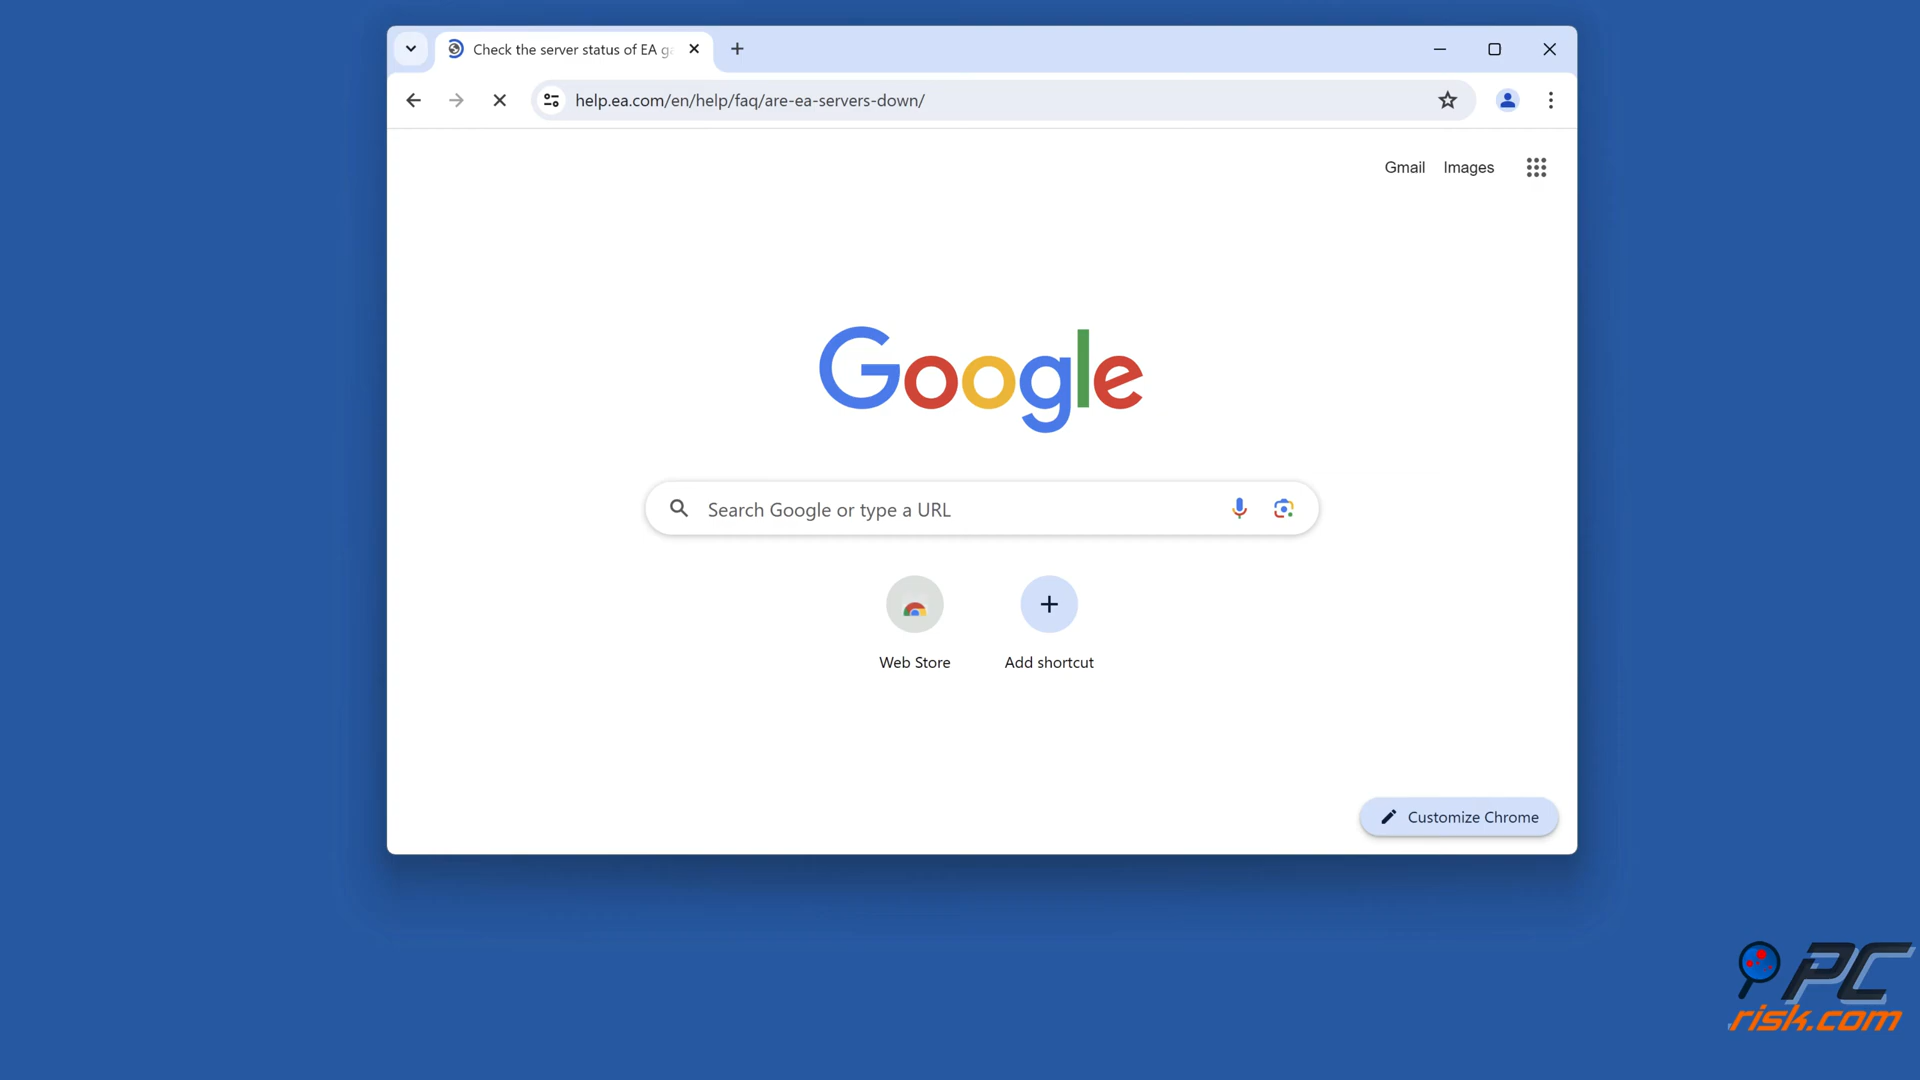 Check the server status of EA ga
help.ea.com/en/help/faq/are-ea-servers-down/
Gmail Images
Google
Search Google or type a URL
Web Store Add shortcut
Customize Chrome
PC
risk.com